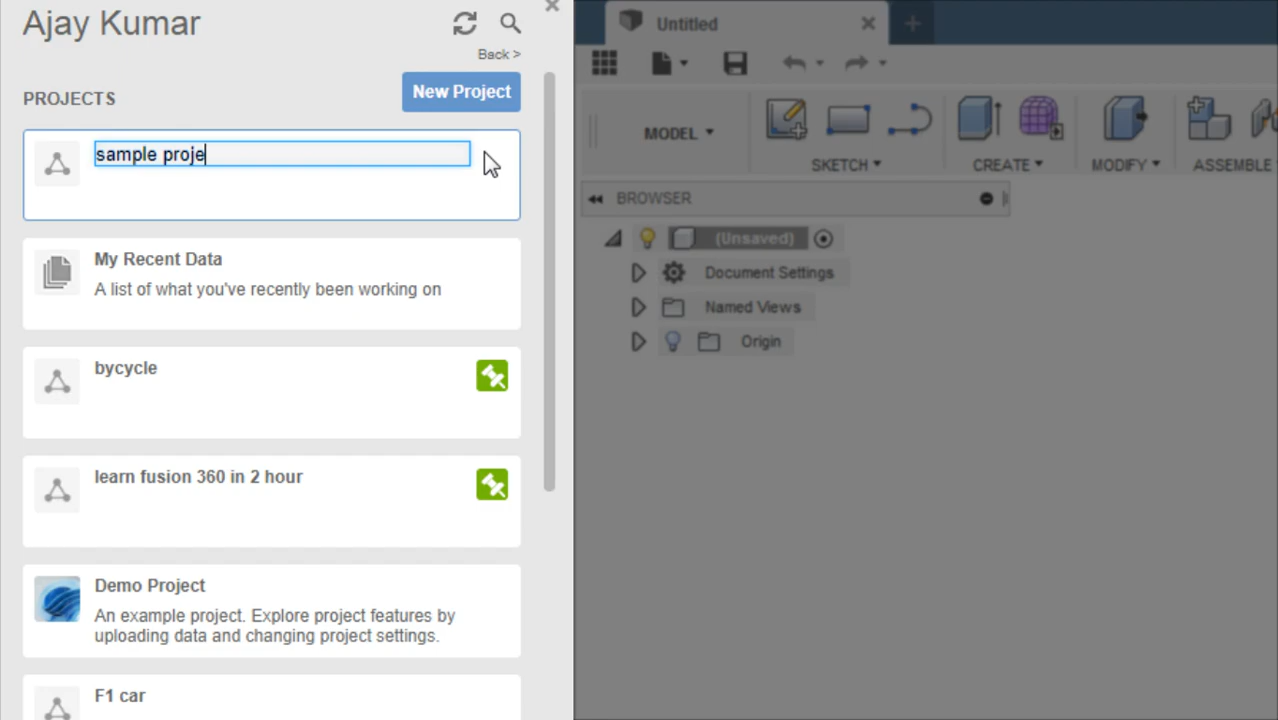 Ajay Kumar
Back >
PROJECTS
New Project
sample proje
My Recent Data
A list of what you've recently been working on
bycycle
learn fusion 360 in 2 hour
Demo Project
An example project. Explore project features by
uploading data and changing project settings.
F1 car
Untitled
MODEL
SKETCH
CREATE
MODIFY
ASSEMBLE
BROWSER
(Unsaved)
Document Settings
Named Views
Origin